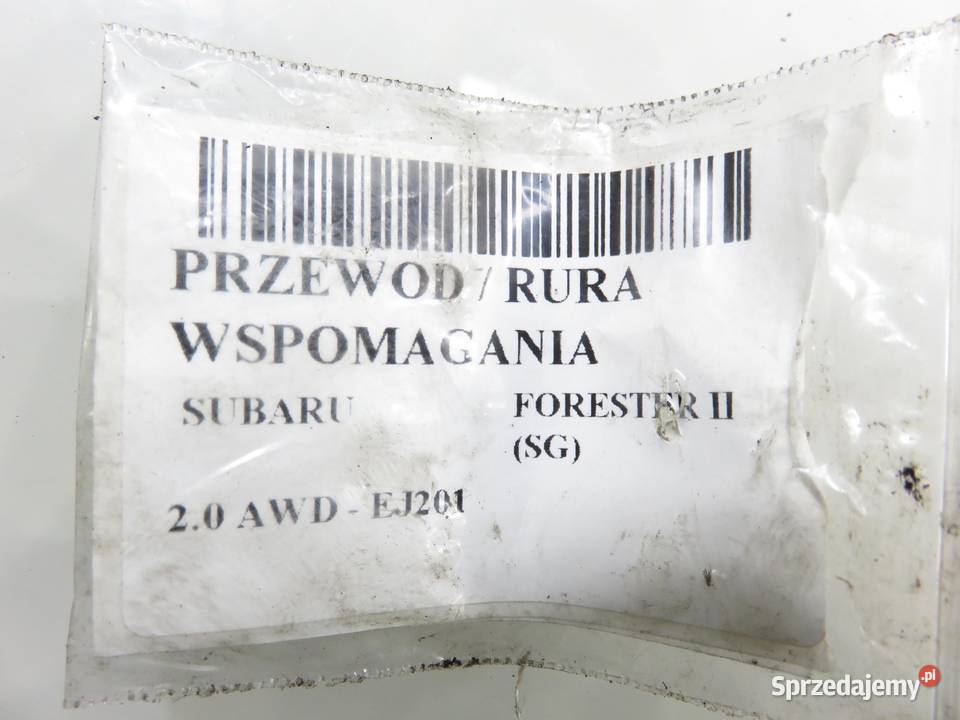 PRZEWOD / RURA
WSPOMAGANIA
SUBARU FORESTER II
(SG)
2.0 AWD - EJ201
Sprzedajemy.pl